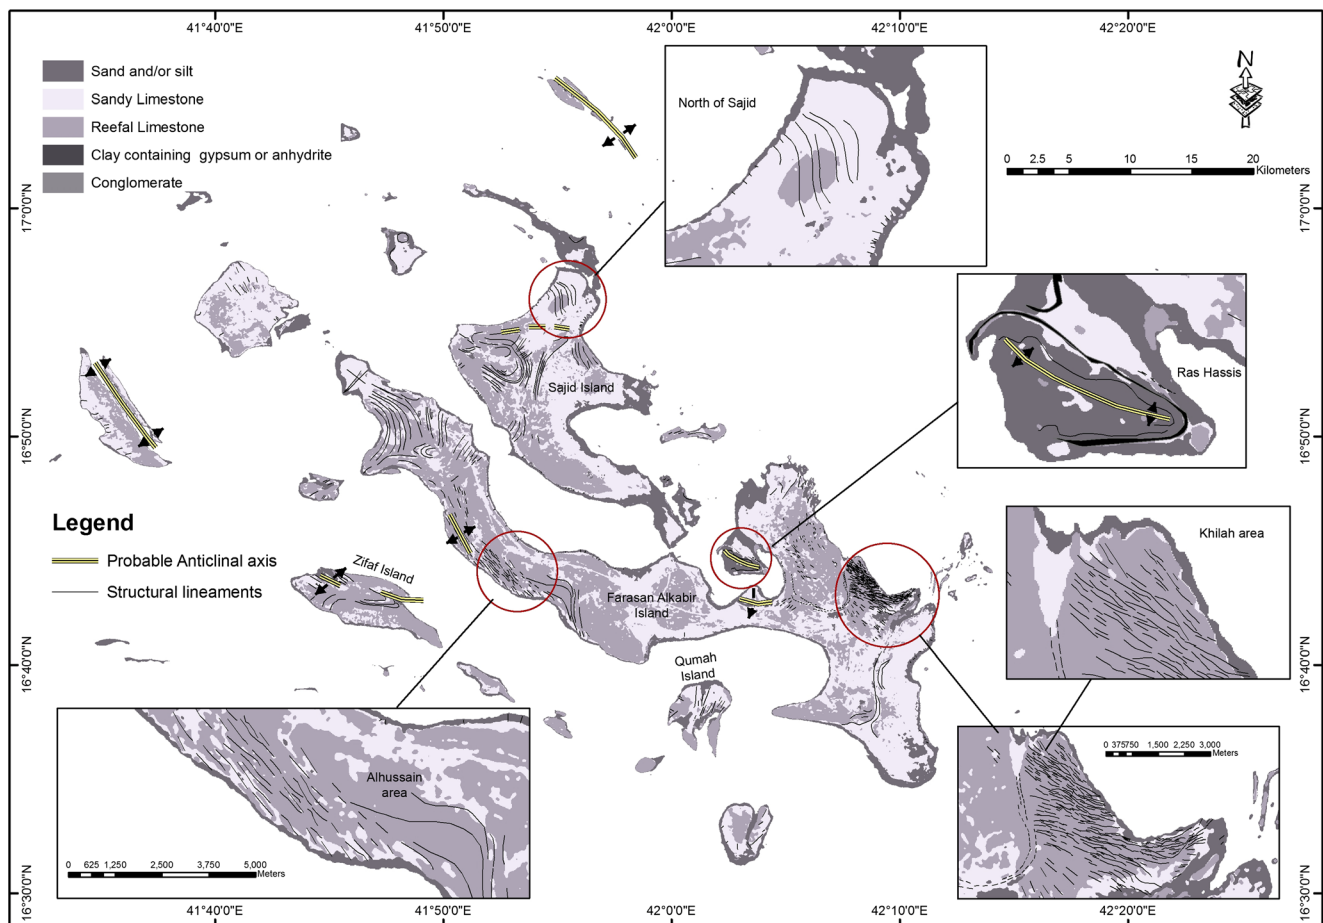 41°40'0"E
41°50'0"E
42°0'0"E
42°10'0"E
42°20'0"E
Sand and/or silt
Sandy Limestone
Reefal Limestone
Clay containing gypsum or anhydrite
Conglomerate
North of Sajid
N
0 2.5 5 10 15 20
Kilometers
17°0'0"N
17°0'0"N
Ras Hassis
Sajid Island
16°50'0"N
16°50'0"N
Legend
Probable Anticlinal axis
Structural lineaments
Khilah area
Zifaf Island
Farasan Alkabir
Island
16°40'0"N
16°40'0"N
Qumah
Island
Alhussain
area
0 375 750 1,500 2,250 3,000
Meters
0 625 1,250 2,500 3,750 5,000
Meters
16°30'0"N
16°30'0"N
41°40'0"E
41°50'0"E
42°0'0"E
42°10'0"E
42°20'0"E